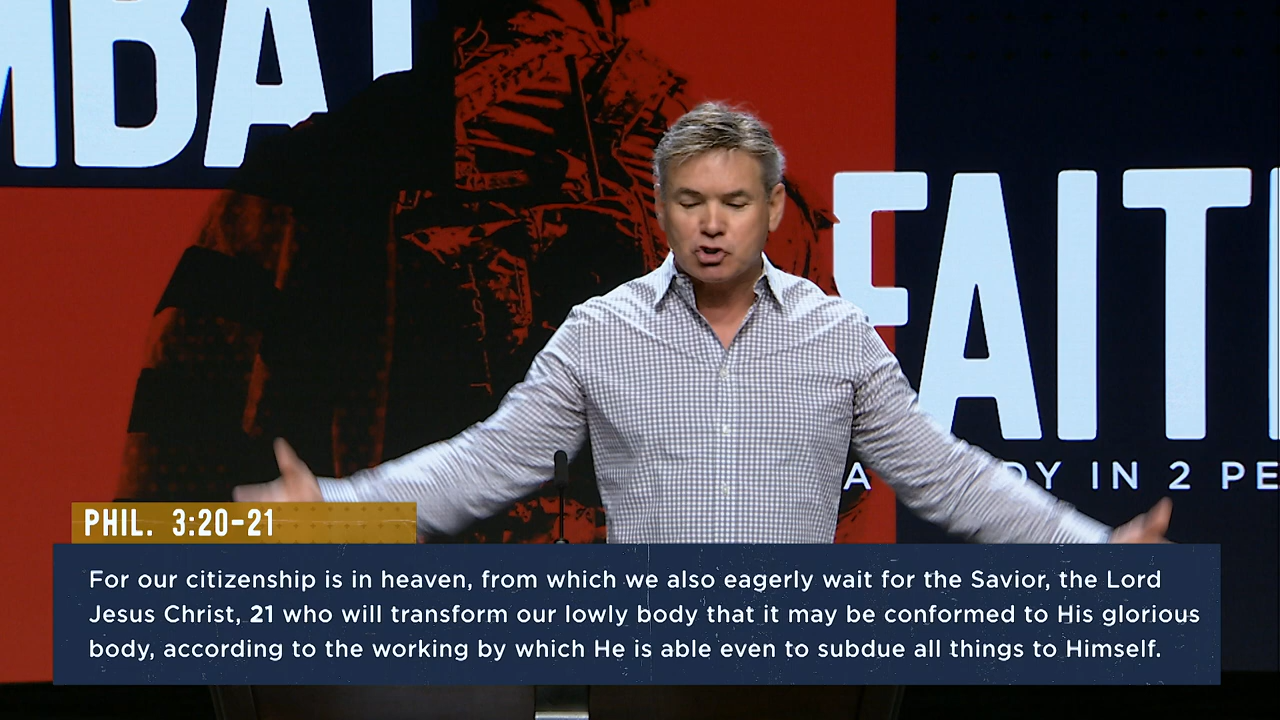 FAIT
IN 2 PE
PHIL. 3:20-21
For our citizenship is in heaven, from which we also eagerly wait for the Savior, the Lord
Jesus Christ, 21 who will transform our lowly body that it may be conformed to His glorious
body, according to the working by which He is able even to subdue all things to Himself.